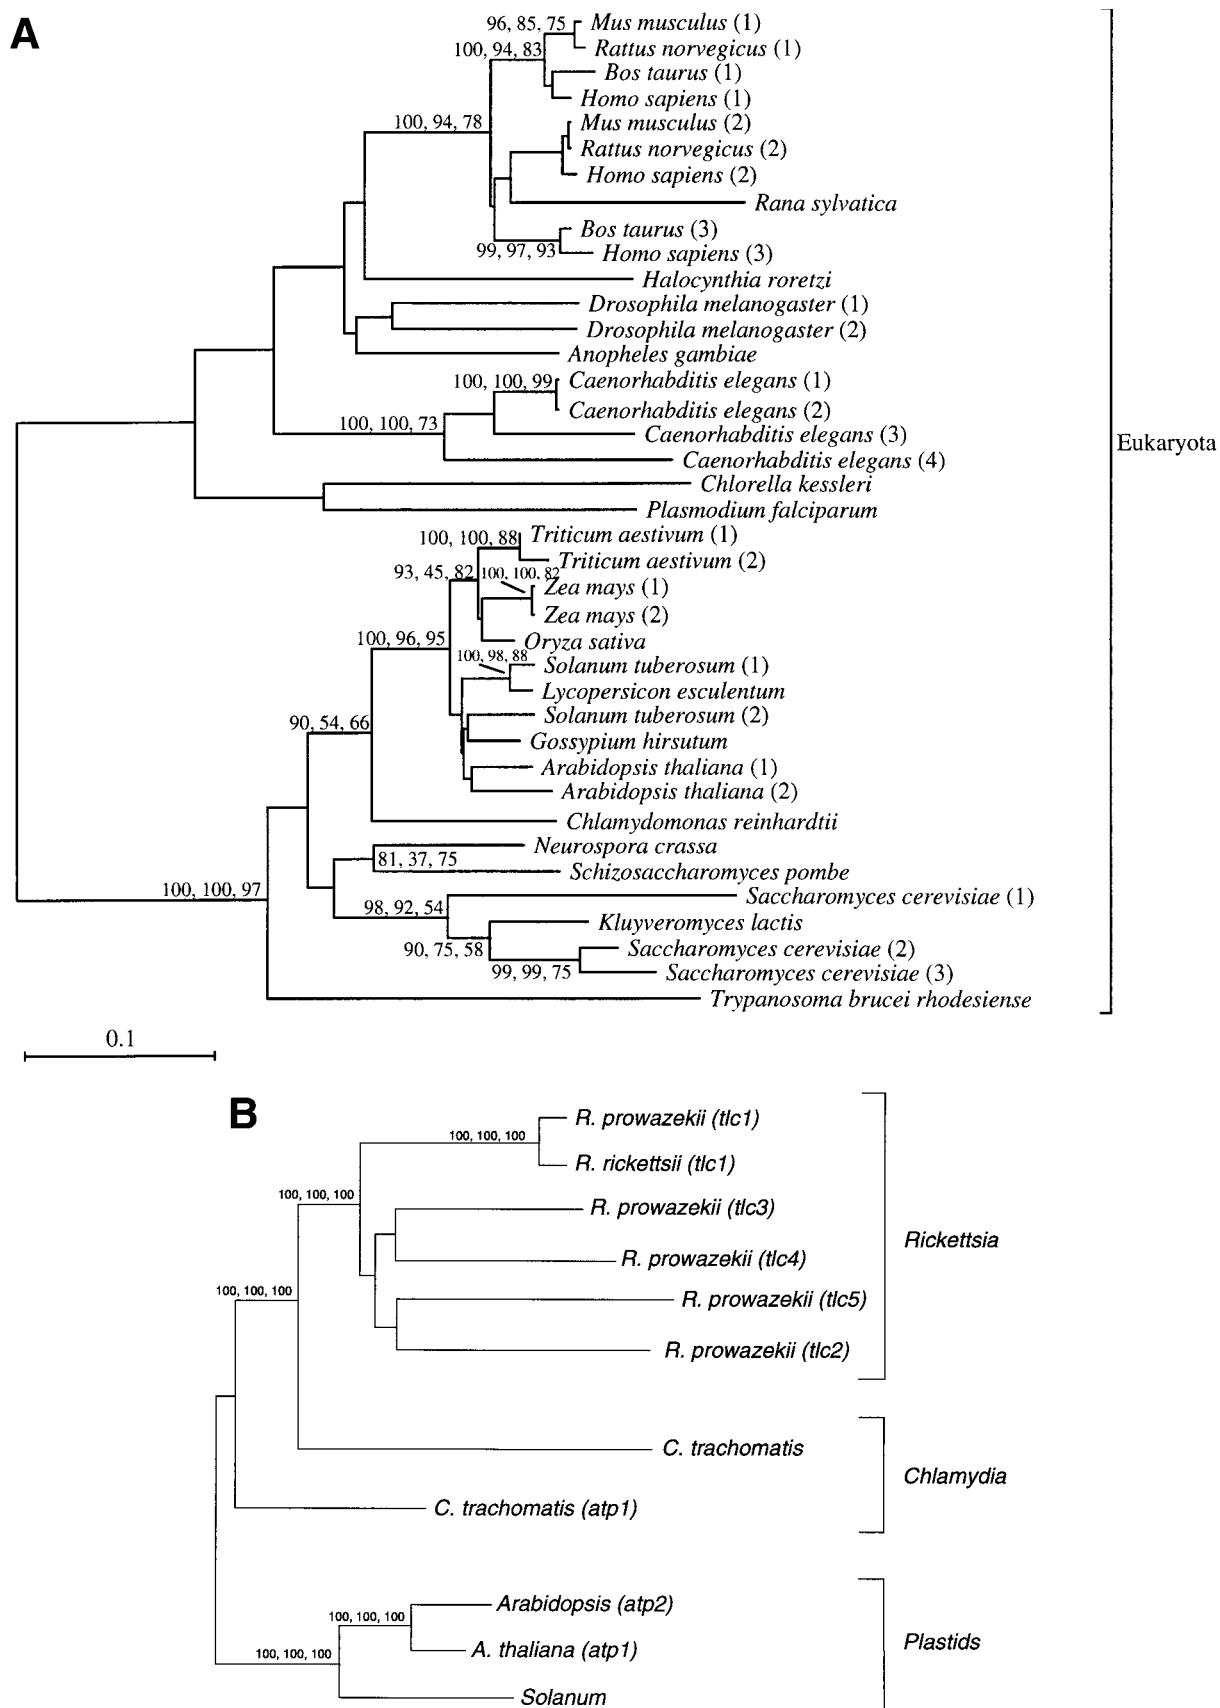 A
96, 85, 75
Mus musculus (1)
100, 94, 83
Rattus norvegicus (1)
Bos taurus (1)
Homo sapiens (1)
100, 94, 78
Mus musculus (2)
Rattus norvegicus (2)
Homo sapiens (2)
Rana sylvatica
Bos taurus (3)
99, 97, 93
Homo sapiens (3)
Halocynthia roretzi
Drosophila melanogaster (1)
Drosophila melanogaster (2)
Anopheles gambiae
100, 100, 99
Caenorhabditis elegans (1)
Caenorhabditis elegans (2)
100, 100, 73
Caenorhabditis elegans (3)
Eukaryota
Caenorhabditis elegans (4)
Chlorella kessleri
Plasmodium falciparum
100, 100, 88
Triticum aestivum (1)
Triticum aestivum (2)
93, 45, 82
100, 100, 82
Zea mays (1)
Zea mays (2)
100, 96, 95
Oryza sativa
100, 98, 88
Solanum tuberosum (1)
Lycopersicon esculentum
90, 54, 66
Solanum tuberosum (2)
Gossypium hirsutum
Arabidopsis thaliana (1)
Arabidopsis thaliana (2)
Chlamydomonas reinhardtii
Neurospora crassa
81, 37, 75
Schizosaccharomyces pombe
100, 100, 97
98, 92, 54
Saccharomyces cerevisiae (1)
Kluyveromyces lactis
90, 75, 58
Saccharomyces cerevisiae (2)
99, 99, 75
Saccharomyces cerevisiae (3)
Trypanosoma brucei rhodesiense
0.1
B
R. prowazekii (tlc1)
100, 100, 100
R. rickettsii (tlc1)
100, 100, 100
R. prowazekii (tlc3)
Rickettsia
R. prowazekii (tlc4)
100, 100, 100
R. prowazekii (tlc5)
R. prowazekii (tlc2)
C. trachomatis
Chlamydia
C. trachomatis (atp1)
Arabidopsis (atp2)
100, 100, 100
Plastids
A. thaliana (atp1)
100, 100, 100
Solanum